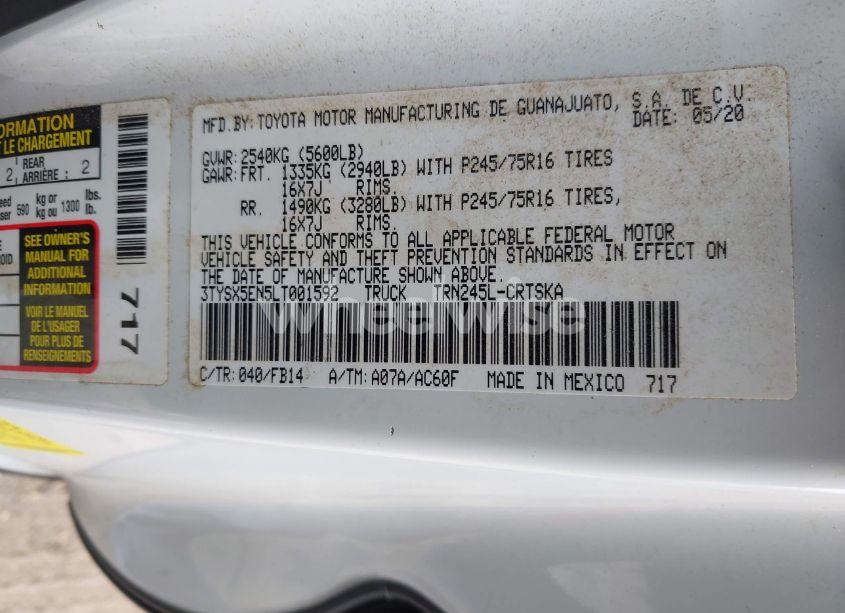 ORMATION
T LE CHARGEMENT
2 REAR ARRIÈRE : 2
590 kg or kg ou 1300 lbs. lb.
SEE OWNER'S
MANUAL FOR
ADDITIONAL
INFORMATION
VOIR LE MANUEL
DE L'USAGER
POUR PLUS DE
RENSEIGNEMENTS
717
MFD.BY:TOYOTA MOTOR MANUFACTURING DE GUANAJUATO, S.A. DE C.V.
DATE: 05/20
GVWR:2540KG (5600LB)
GAWR:FRT. 1335KG (2940LB) WITH P245/75R16 TIRES
16X7J RIMS.
RR. 1490KG (3280LB) WITH P245/75R16 TIRES,
16X7J RIMS.
THIS VEHICLE CONFORMS TO ALL APPLICABLE FEDERAL MOTOR
VEHICLE SAFETY AND THEFT PREVENTION STANDARDS IN EFFECT ON
THE DATE OF MANUFACTURE SHOWN ABOVE.
3TYSX5EN5LT001592 TRUCK TRN245L-CRTSKA
wheelwise
C/TR:040/FB14 A/TM:A07A/AC60F MADE IN MEXICO 717